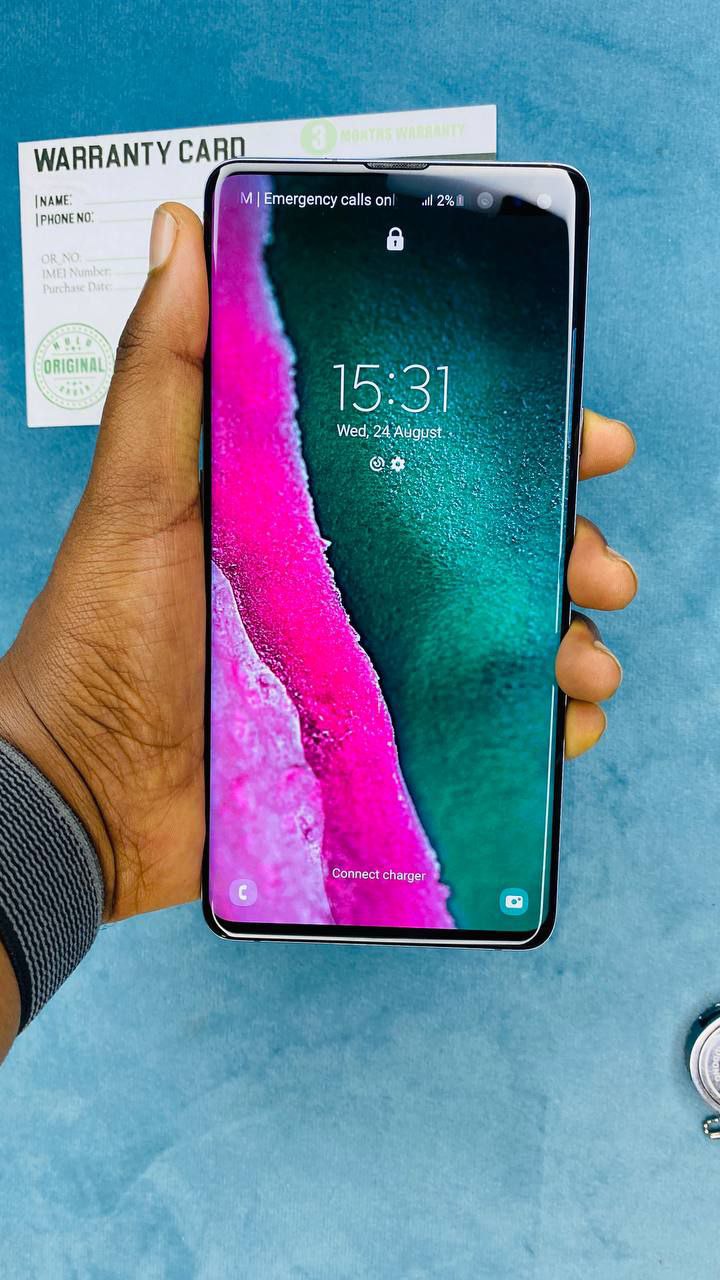 WARRANTY CARD
3 MONTHS WARRANTY
NAME:
PHONE NO:
OR_NO:
IMEI Number:
Purchase Date:
ORIGINAL
M | Emergency calls onl
2%
15:31
Wed, 24 August
Connect charger